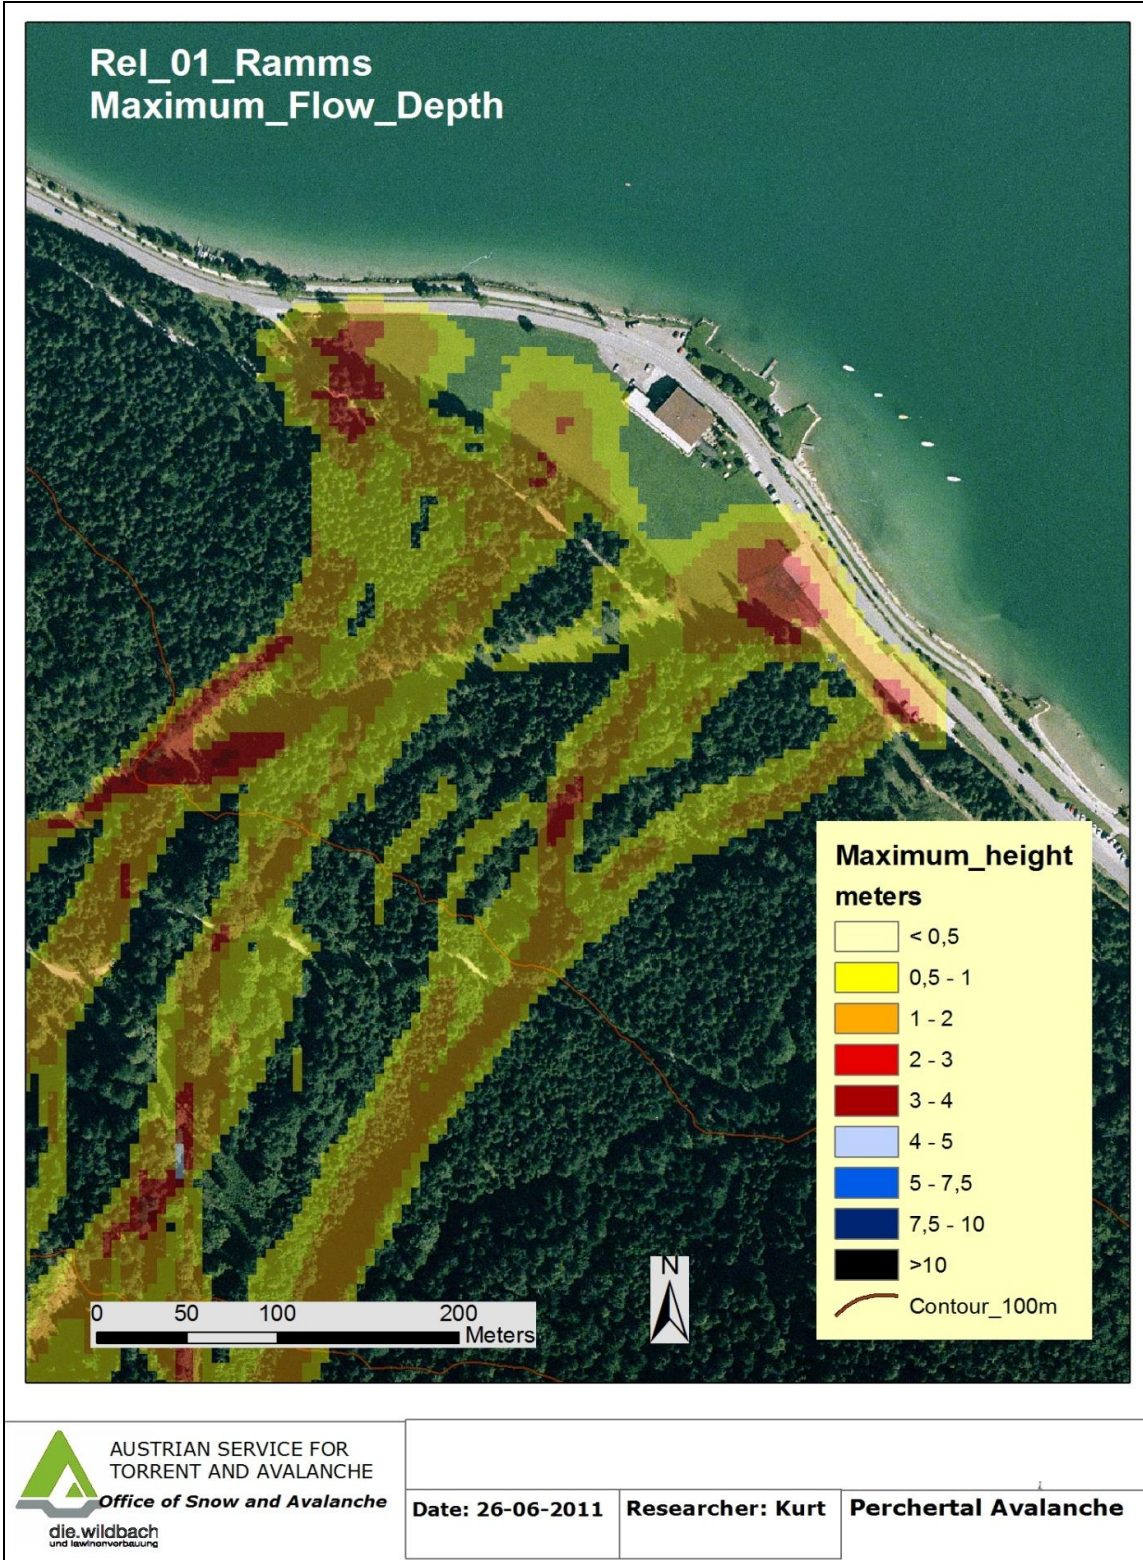 Rel_01_Ramms
Maximum_Flow_Depth
Maximum_height
meters
< 0,5
0,5 - 1
1 - 2
2 - 3
3 - 4
4 - 5
5 - 7,5
7,5 - 10
>10
Contour_100m
N
0 50 100 200
Meters
AUSTRIAN SERVICE FOR
TORRENT AND AVALANCHE
Office of Snow and Avalanche
die.wildbach
und lawinenverbauung
Date: 26-06-2011
Researcher: Kurt
Perchertal Avalanche